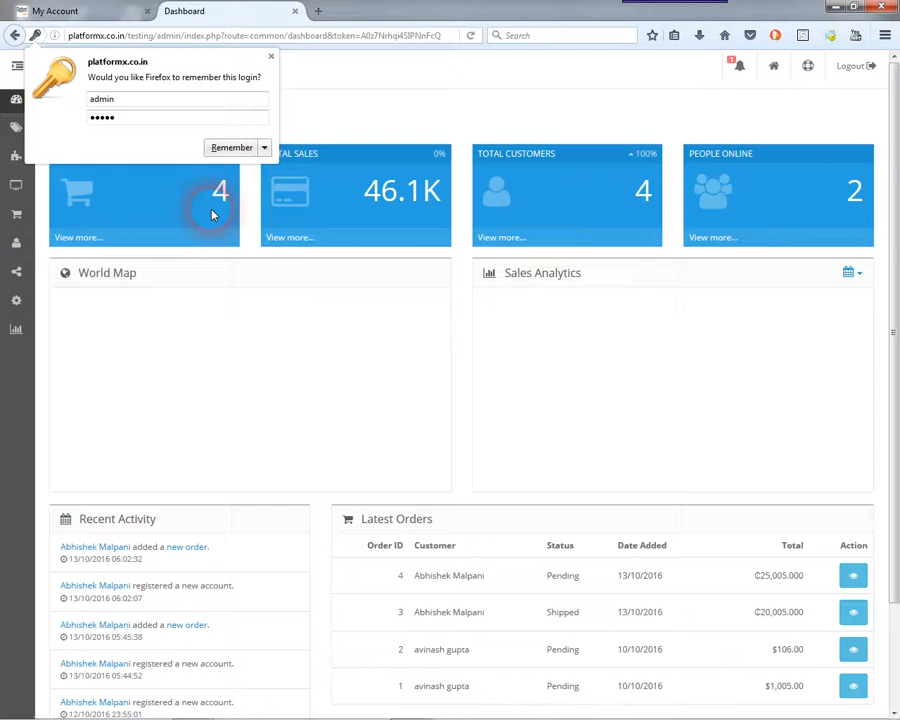 My Account
Dashboard
platformx.co.in/testing/admin/index.php?route=common/dashboard&token=A0z7Nrhqi4SIPNnFcQ
Search
platformx.co.in
Would you like Firefox to remember this login?
admin
•••••
Remember
Logout
TAL SALES 0%
TOTAL CUSTOMERS 100%
PEOPLE ONLINE
4
46.1K
4
2
View more...
View more...
View more...
View more...
World Map
Sales Analytics
Recent Activity
Abhishek Malpani added a new order.
13/10/2016 06:02:32
Abhishek Malpani registered a new account.
13/10/2016 06:02:07
Abhishek Malpani added a new order.
13/10/2016 05:45:38
Abhishek Malpani registered a new account.
13/10/2016 05:44:52
Abhishek Malpani registered a new account.
12/10/2016 23:55:01
Latest Orders
Order ID Customer Status Date Added Total Action
4 Abhishek Malpani Pending 13/10/2016 ₵25,005.000
3 Abhishek Malpani Shipped 13/10/2016 ₵20,005.000
2 avinash gupta Pending 10/10/2016 $106.00
1 avinash gupta Pending 10/10/2016 $1,005.00